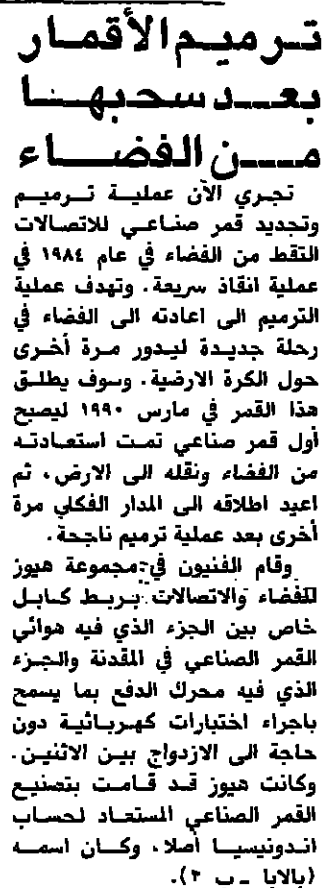 ترميم الأقمار
بعد سحبها
من الفضاء
تجري الآن عملية ترميم
وتجديد قمر صناعي للاتصالات
التقط من الفضاء في عام ١٩٨٤ في
عملية انقاذ سريعة. وتهدف عملية
الترميم الى اعادته الى الفضاء في
رحلة جديدة ليدور مرة أخرى
حول الكرة الارضية. وسوف يطلق
هذا القمر في مارس ١٩٩٠ ليصبح
أول قمر صناعي تمت استعادته
من الفضاء ونقله الى الارض، ثم
اعيد اطلاقه الى المدار الفكلي مرة
أخرى بعد عملية ترميم ناجحة.
وقام الفنيون في مجموعة هيوز
للفضاء والاتصالات بربط كابل
خاص بين الجزء الذي فيه هوائي
القمر الصناعي في المقدنة والجزء
الذي فيه محرك الدفع بما يسمح
باجراء اختبارات كهربائية دون
حاجة الى الازدواج بين الاثنين.
وكانت هيوز قد قامت بتصنيع
القمر الصناعي المستعاد لحساب
اندونيسيا أصلا، وكان اسمه
(بالابا ـ ب ٢).